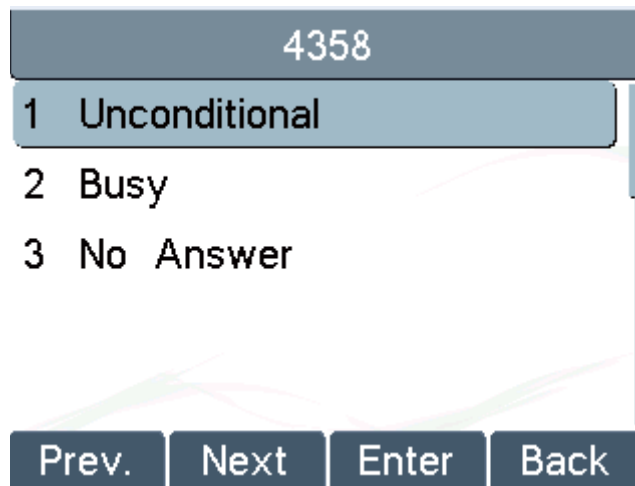 4358
1 Unconditional
2 Busy
3 No Answer
Prev. Next Enter Back